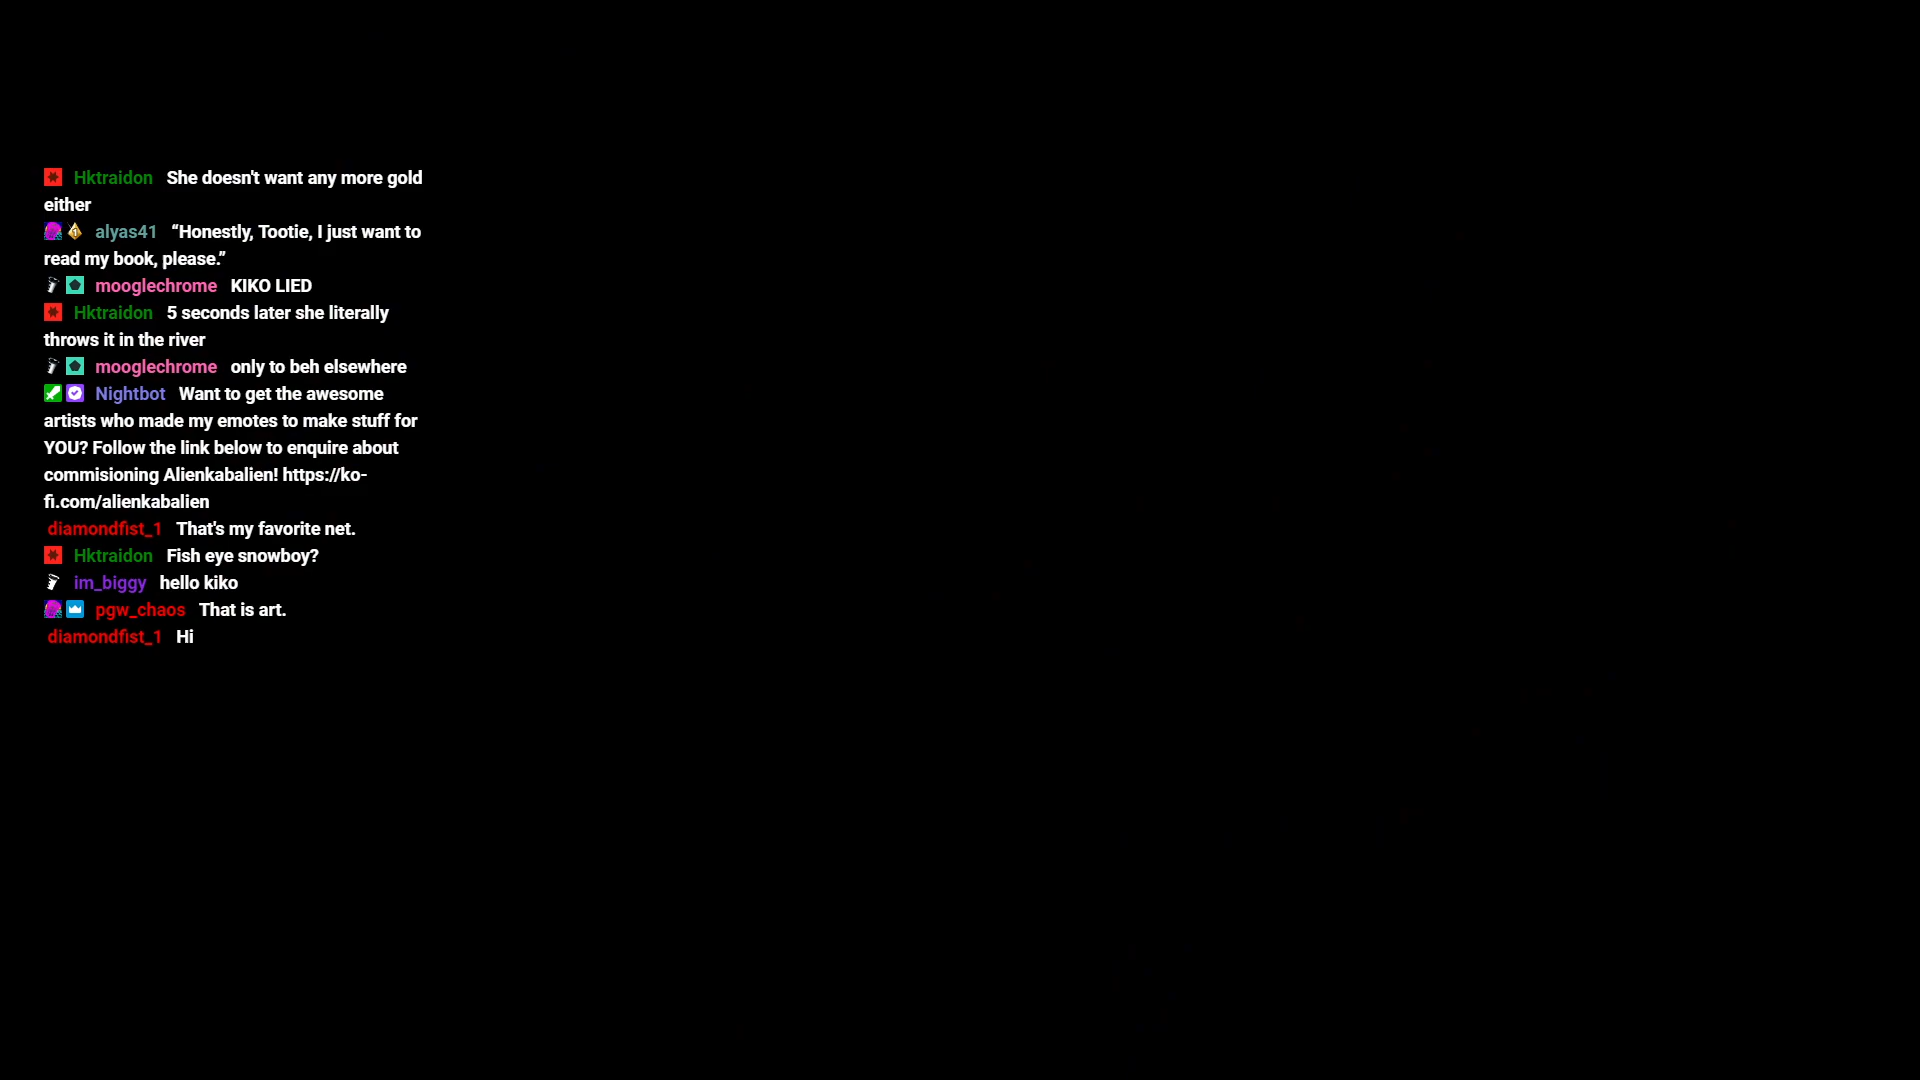 Hktraidon She doesn't want any more gold
either
alyas41 “Honestly, Tootie, I just want to
read my book, please.”
mooglechrome KIKO LIED
Hktraidon 5 seconds later she literally
throws it in the river
mooglechrome only to beh elsewhere
Nightbot Want to get the awesome
artists who made my emotes to make stuff for
YOU? Follow the link below to enquire about
commisioning Alienkabalien! https://ko-
fi.com/alienkabalien
diamondfist_1 That's my favorite net.
Hktraidon Fish eye snowboy?
im_biggy hello kiko
pgw_chaos That is art.
diamondfist_1 Hi